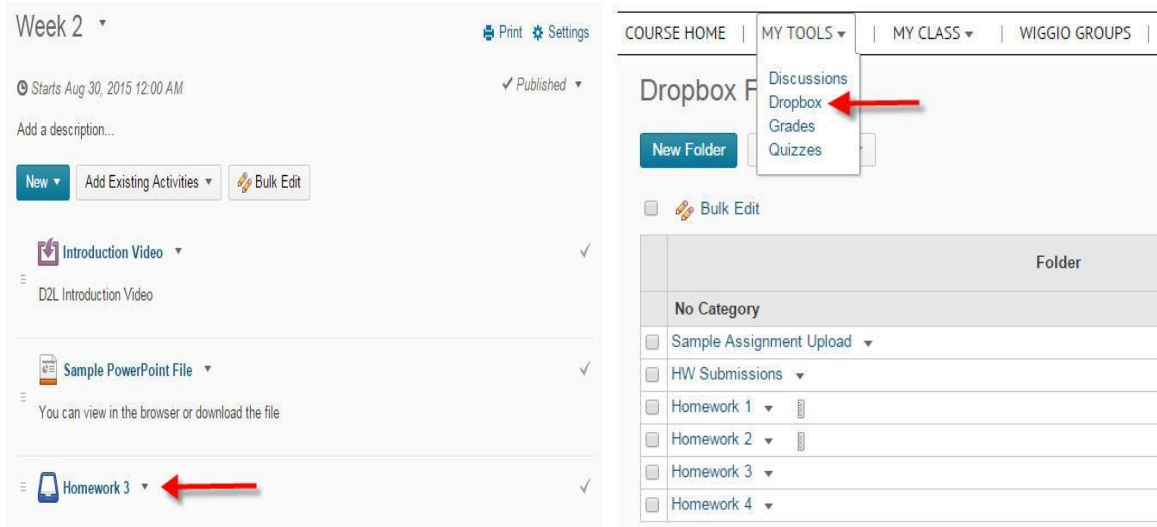 Week 2
Print Settings
Starts Aug 30, 2015 12:00 AM
Published
Add a description...
New Add Existing Activities Bulk Edit
Introduction Video
D2L Introduction Video
Sample PowerPoint File
You can view in the browser or download the file
Homework 3
COURSE HOME | MY TOOLS | MY CLASS | WIGGIO GROUPS |
Discussions
Dropbox
Grades
Quizzes
Dropbox F
New Folder
Bulk Edit
Folder
No Category
Sample Assignment Upload
HW Submissions
Homework 1
Homework 2
Homework 3
Homework 4